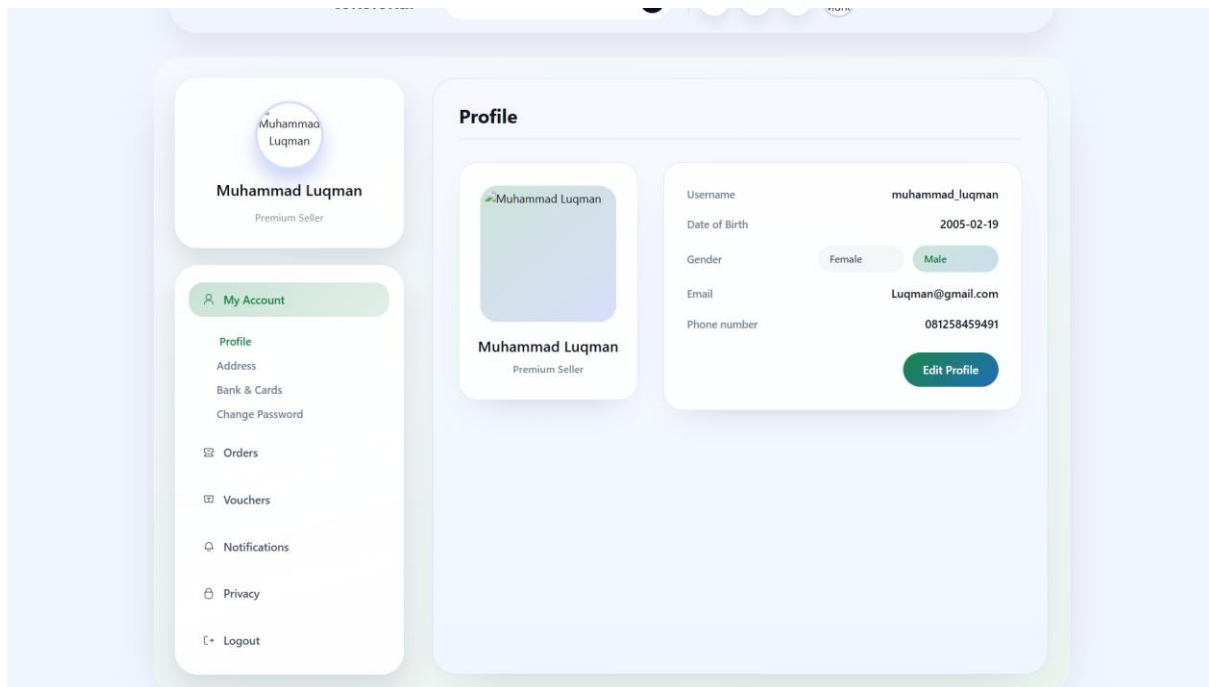 Muhammad
Luqman
Muhammad Luqman
Premium Seller
My Account
Profile
Address
Bank & Cards
Change Password
Orders
Vouchers
Notifications
Privacy
Logout
Profile
Muhammad Luqman
Muhammad Luqman
Premium Seller
Username muhammad_luqman
Date of Birth 2005-02-19
Gender Female Male
Email Luqman@gmail.com
Phone number 081258459491
Edit Profile